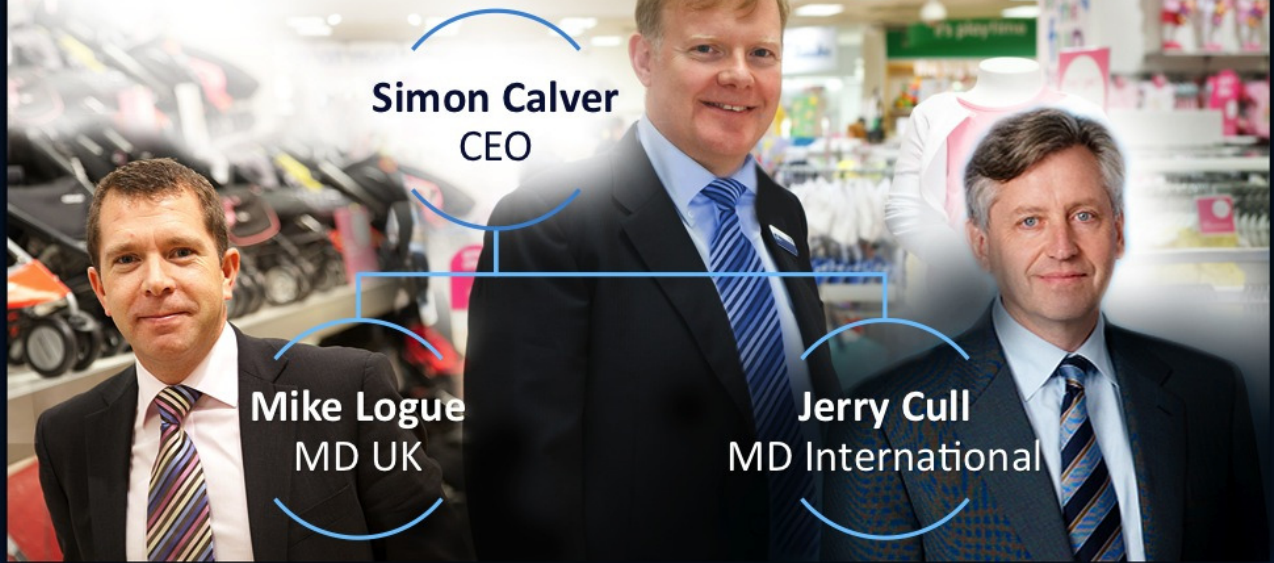 Simon Calver
CEO
Mike Logue
MD UK
Jerry Cull
MD International